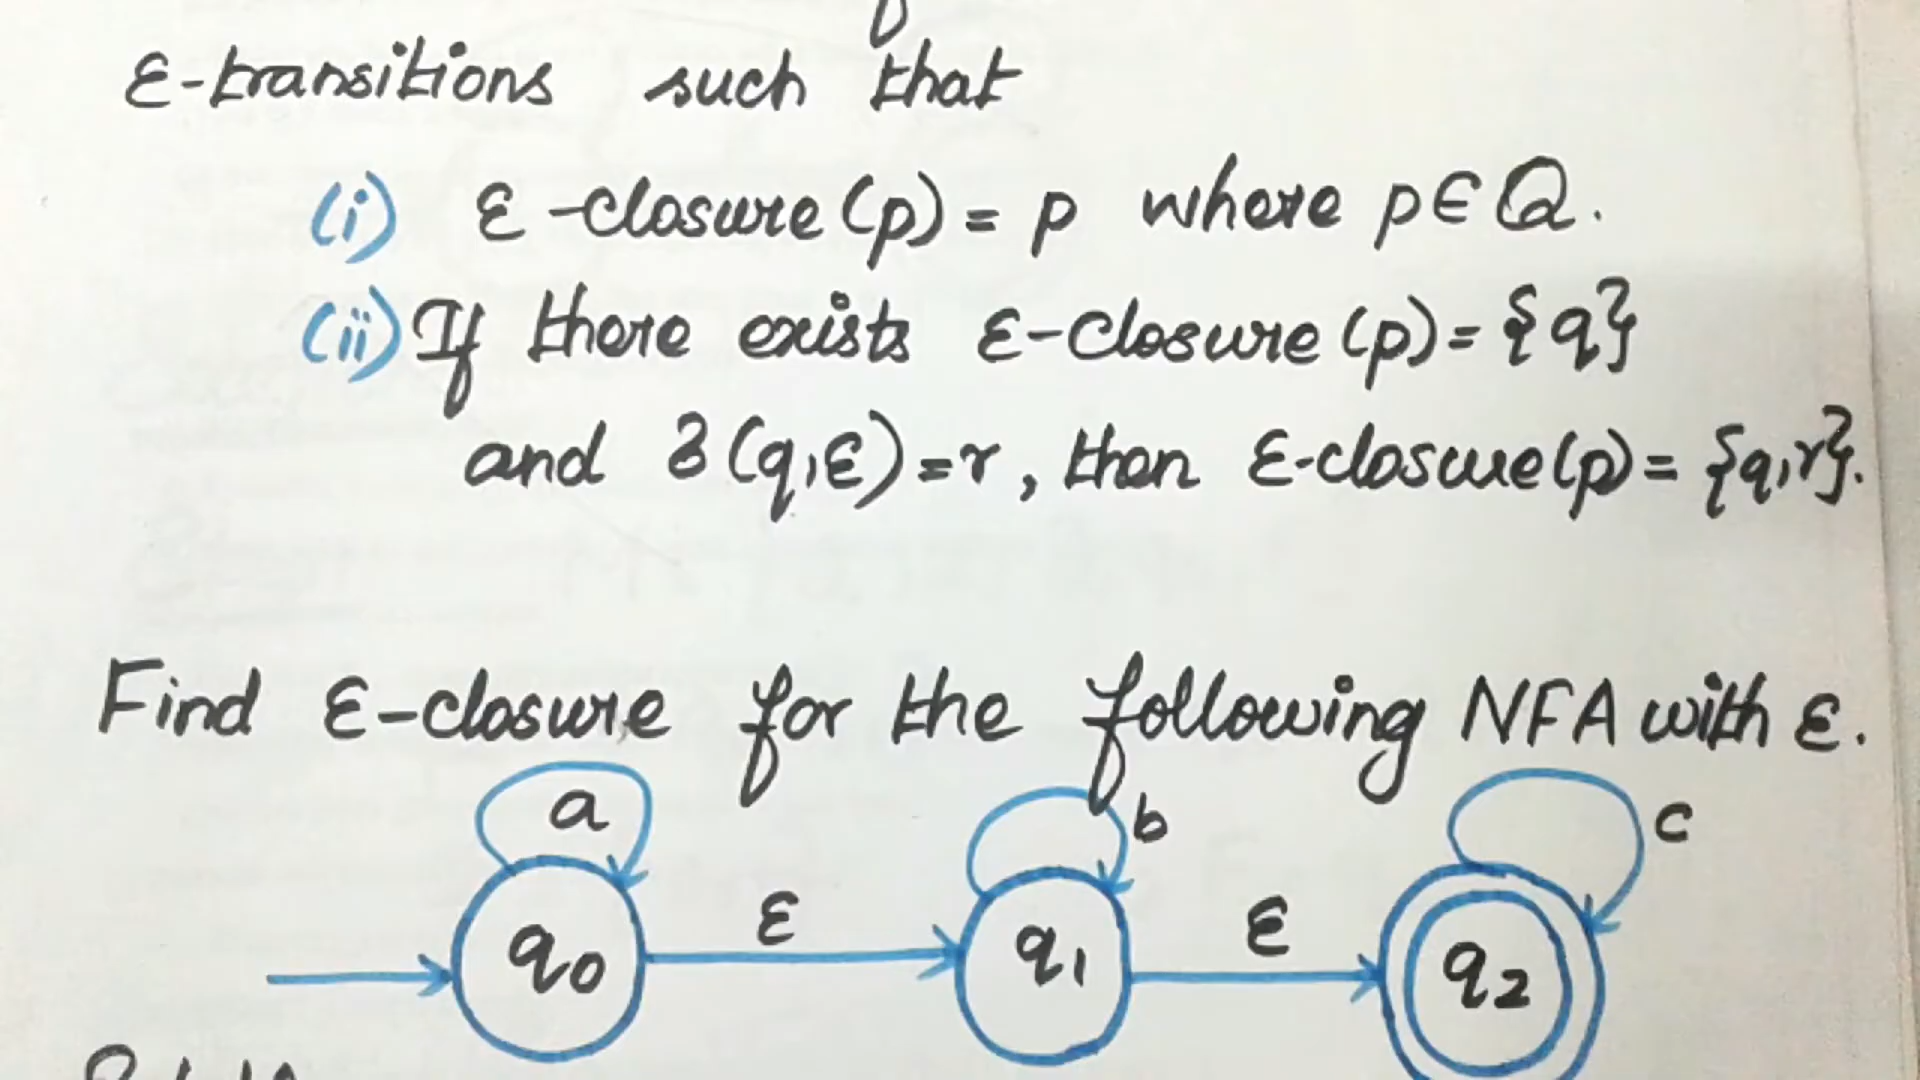 ε-transitions such that
(i) ε-closure(p) = p where p∈Q.
(ii) If there exists ε-closure(p) = {q}
and δ(q,ε) = r, then ε-closure(p) = {q,r}.
Find ε-closure for the following NFA with ε.
a b c
ε ε
q0 q1 q2